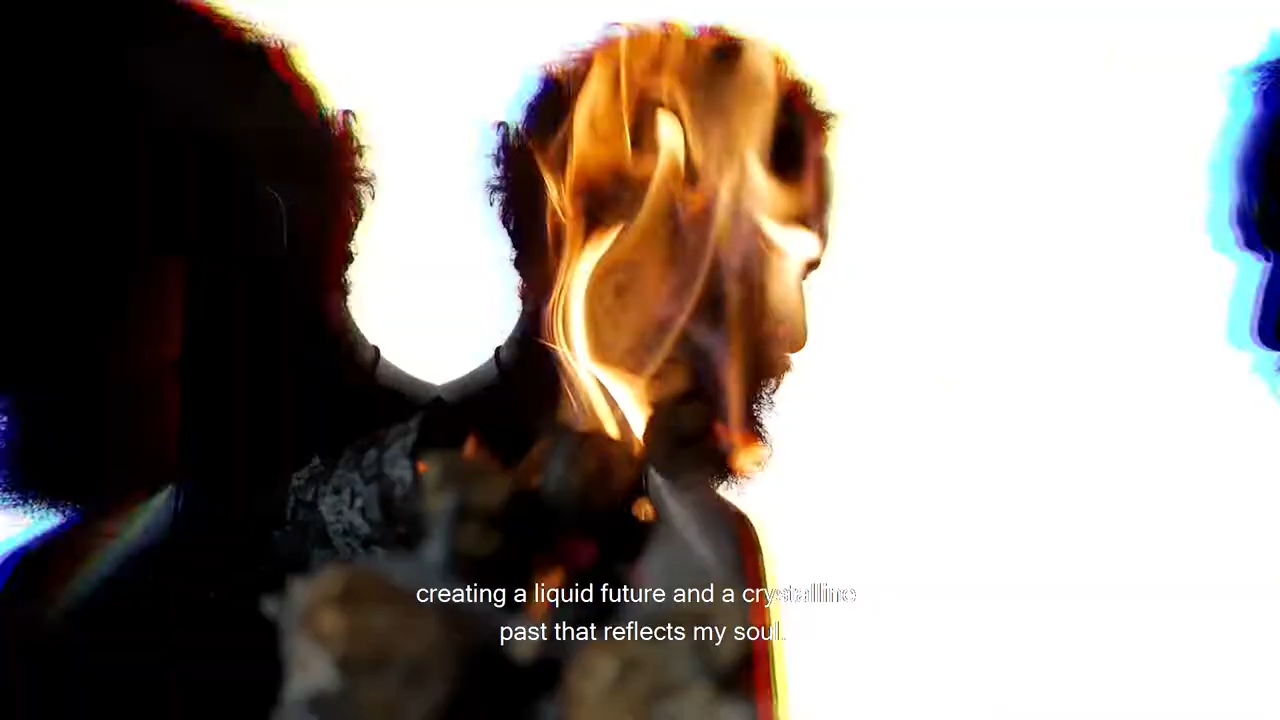 creating a liquid future and a crystalline
past that reflects my soul.